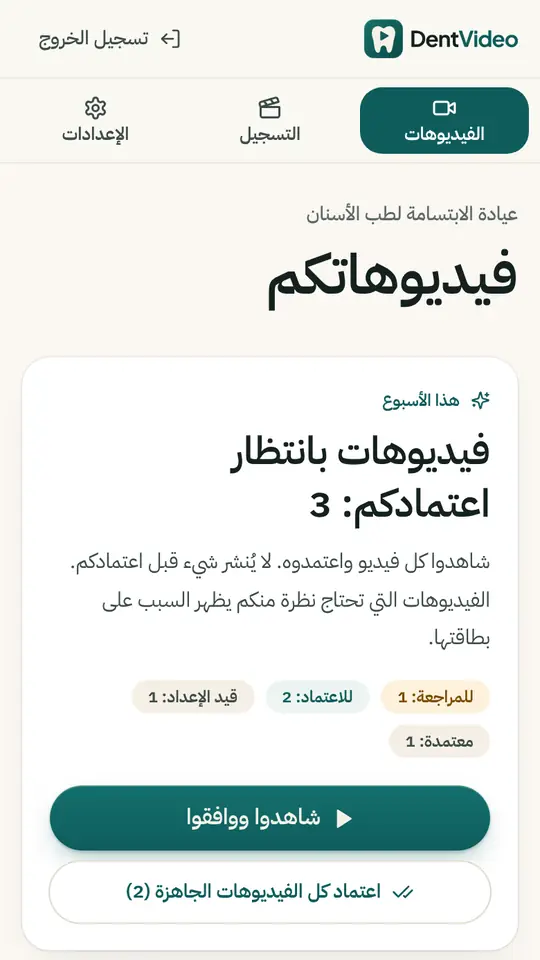 DentVideo
تسجيل الخروج
الفيديوهات
التسجيل
الإعدادات
عيادة الابتسامة لطب الأسنان
فيديوهاتكم
هذا الأسبوع
فيديوهات بانتظار
اعتمادكم: 3
شاهدوا كل فيديو واعتمدوه. لا يُنشر شيء قبل اعتمادكم.
الفيديوهات التي تحتاج نظرة منكم يظهر السبب على
بطاقتها.
للمراجعة: 1
للاعتماد: 2
قيد الإعداد: 1
معتمدة: 1
شاهدوا ووافقوا
اعتماد كل الفيديوهات الجاهزة (2)